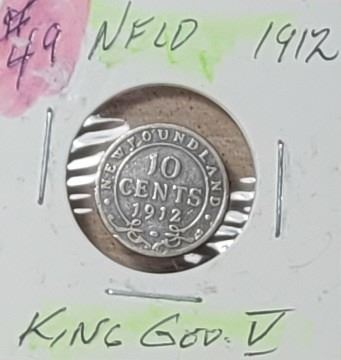 #49 NFLD 1912
NEWFOUNDLAND
10
CENTS
1912
KING GEO. V